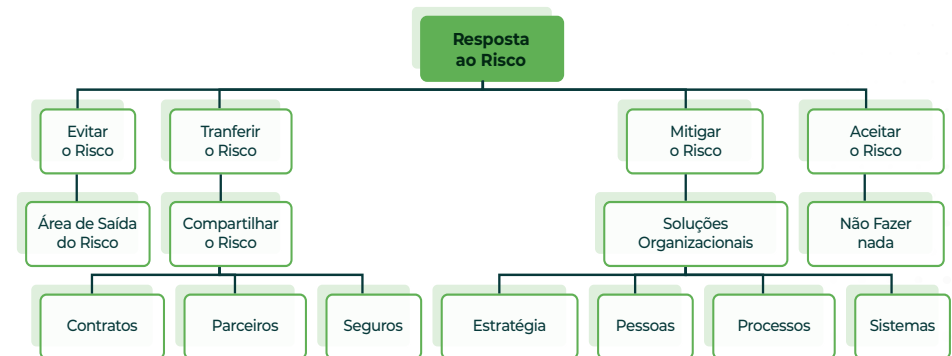 Resposta
ao Risco
Evitar
o Risco
Tranferir
o Risco
Mitigar
o Risco
Aceitar
o Risco
Área de Saída
do Risco
Compartilhar
o Risco
Soluções
Organizacionais
Não Fazer
nada
Contratos
Parceiros
Seguros
Estratégia
Pessoas
Processos
Sistemas